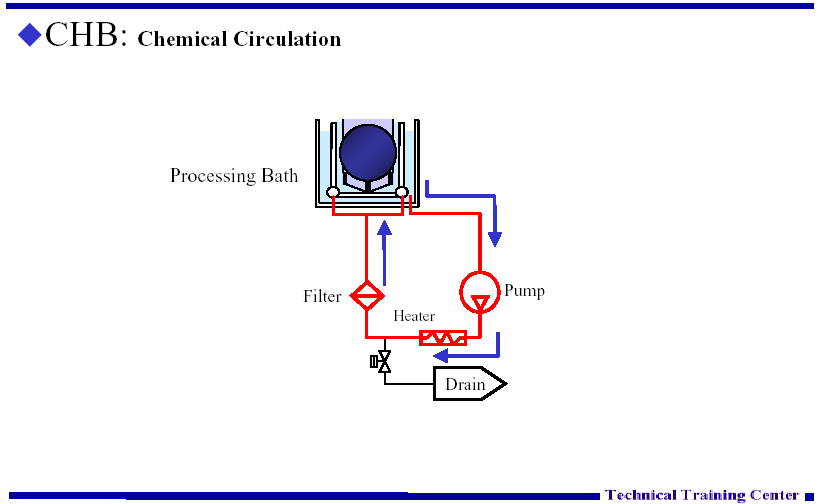 CHB: Chemical Circulation
Processing Bath
Filter
Pump
Heater
Drain
Technical Training Center